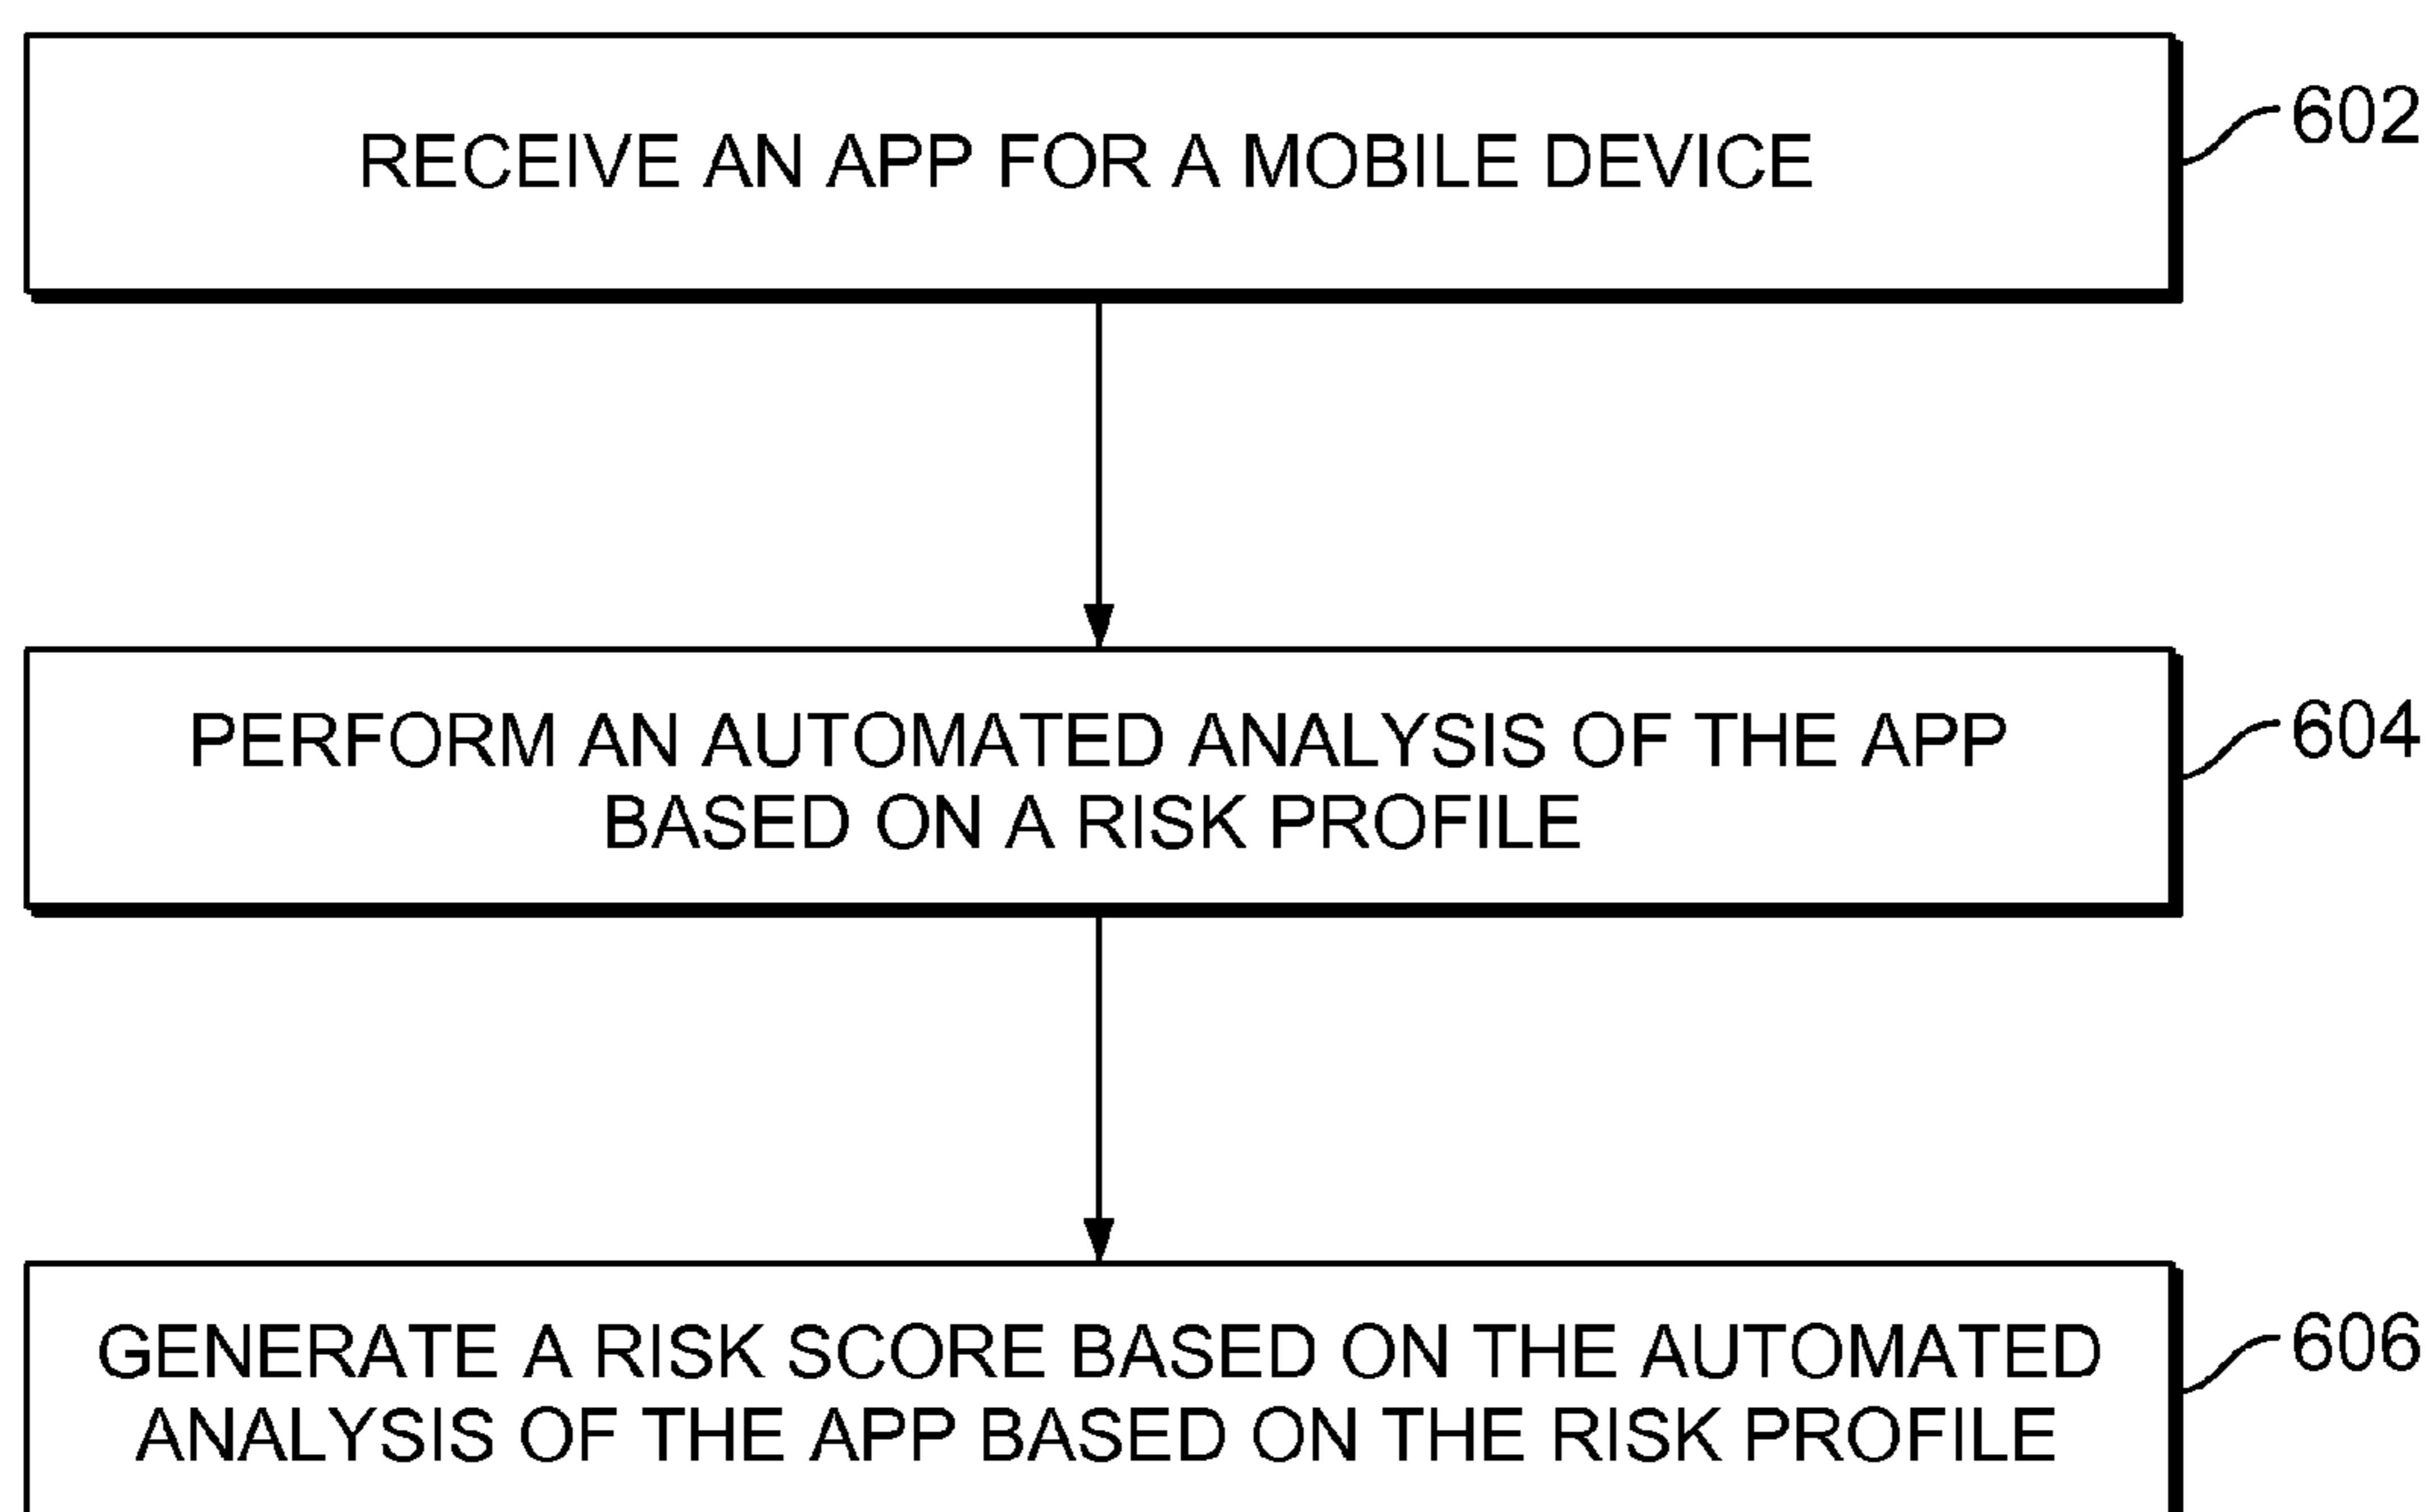 RECEIVE AN APP FOR A MOBILE DEVICE
602
PERFORM AN AUTOMATED ANALYSIS OF THE APP
BASED ON A RISK PROFILE
604
GENERATE A RISK SCORE BASED ON THE AUTOMATED
ANALYSIS OF THE APP BASED ON THE RISK PROFILE
606